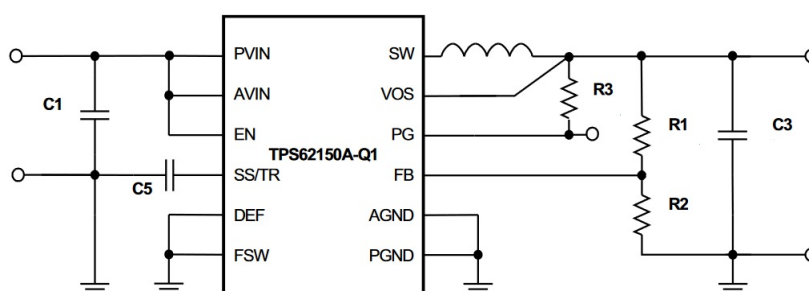 PVIN
SW
AVIN
VOS
C1
R3
EN
PG
R1
C3
TPS62150A-Q1
C5
SS/TR
FB
R2
DEF
AGND
FSW
PGND